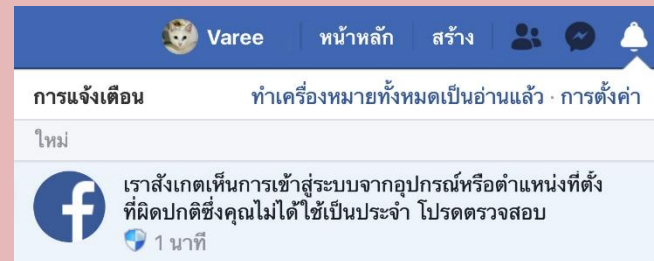 Varee หน้าหลัก สร้าง
การแจ้งเตือน ทำเครื่องหมายทั้งหมดเป็นอ่านแล้ว · การตั้งค่า
ใหม่
เราสังเกตเห็นการเข้าสู่ระบบจากอุปกรณ์หรือตำแหน่งที่ตั้ง
ที่ผิดปกติซึ่งคุณไม่ได้ใช้เป็นประจำ โปรดตรวจสอบ
1 นาที